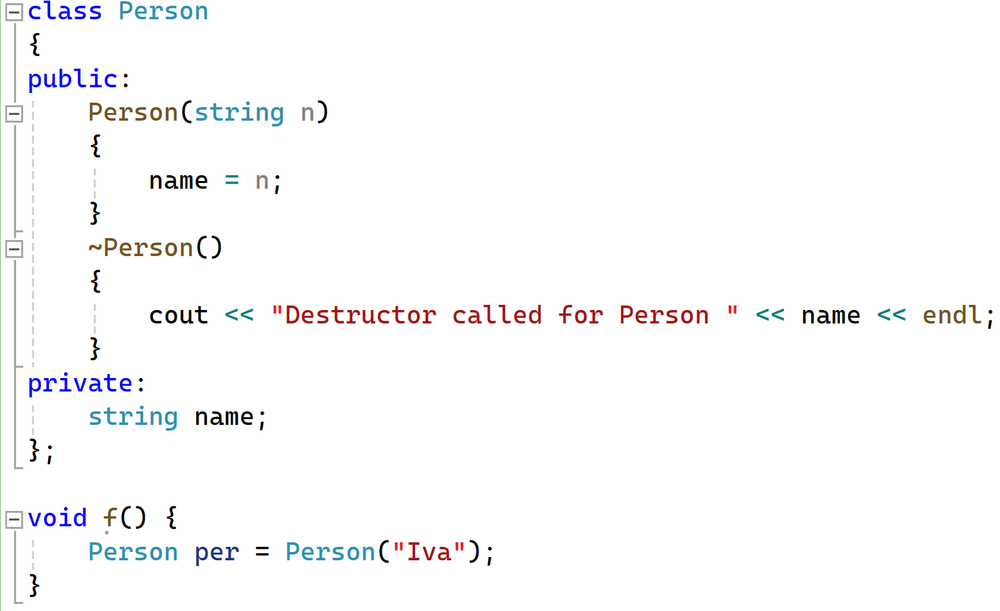 class Person
{
public:
    Person(string n)
    {
        name = n;
    }
    ~Person()
    {
        cout << "Destructor called for Person " << name << endl;
    }
private:
    string name;
};

void f() {
    Person per = Person("Iva");
}